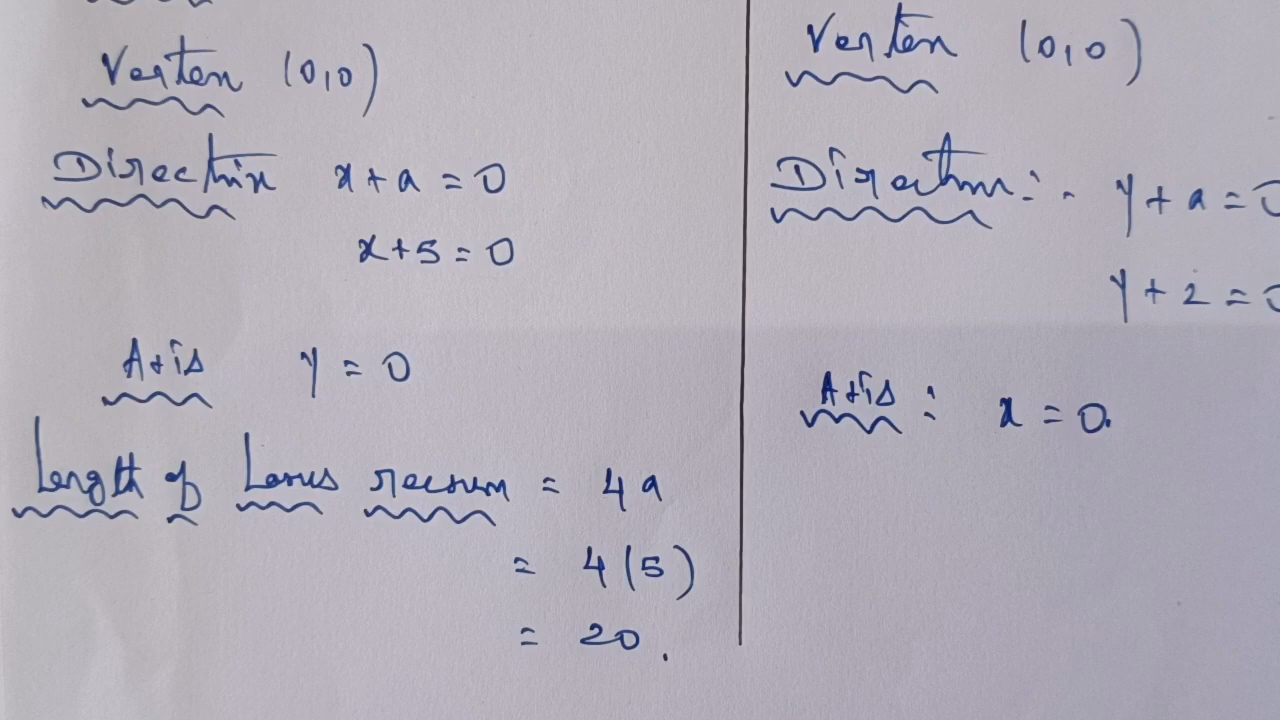 Vertex (0,0)
Directrix x+a=0
x+5=0
Axis y=0
Length of Latus rectum = 4a
= 4(5)
= 20.
Vertex (0,0)
Directrix:- y+a=0
y+2=0
Axis: x=0.